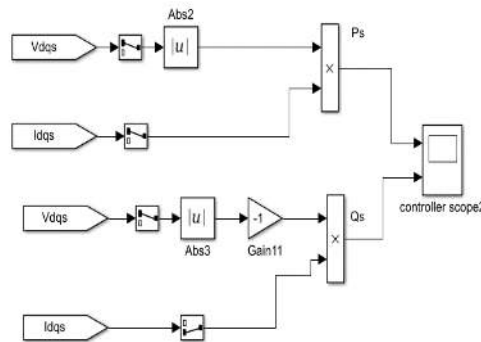 Abs2
Ps
Vdqs
|u|
×
Idqs
controller scope2
Vdqs
|u|
-1
Qs
×
Abs3
Gain11
Idqs